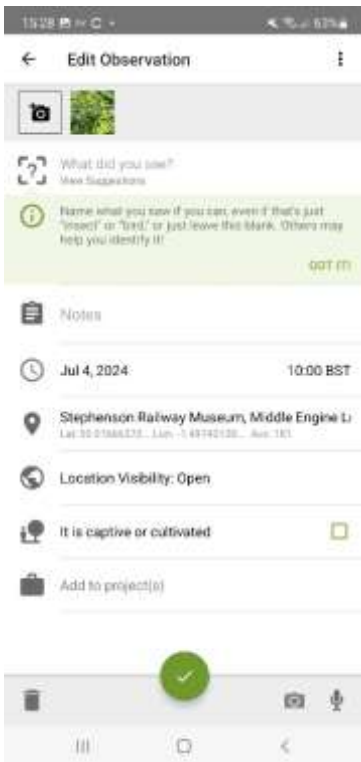 15:28
63%
Edit Observation
What did you see?
View Suggestions
Name what you saw if you can, even if that's just
"insect" or "bird," or just leave this blank. Others may
help you identify it!
GOT IT!
Notes
Jul 4, 2024
10:00 BST
Stephenson Railway Museum, Middle Engine
Location Visibility: Open
It is captive or cultivated
Add to project(s)